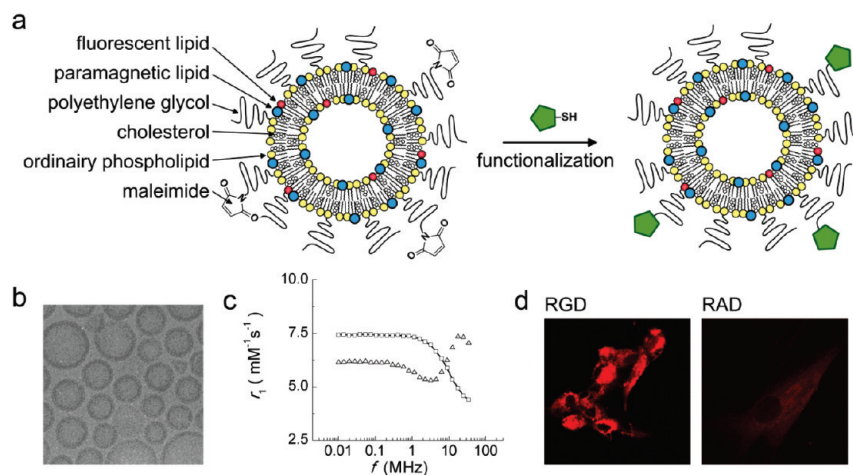 a
fluorescent lipid
paramagnetic lipid
polyethylene glycol
cholesterol
ordinairy phospholipid
maleimide
O
N
O
O
N
O
O
N
O
SH
functionalization
b
c
10.0
7.5
5.0
2.5
r1 ( mM⁻¹ s⁻¹ )
0.01 0.1 1 10 100
f (MHz)
d
RGD
RAD